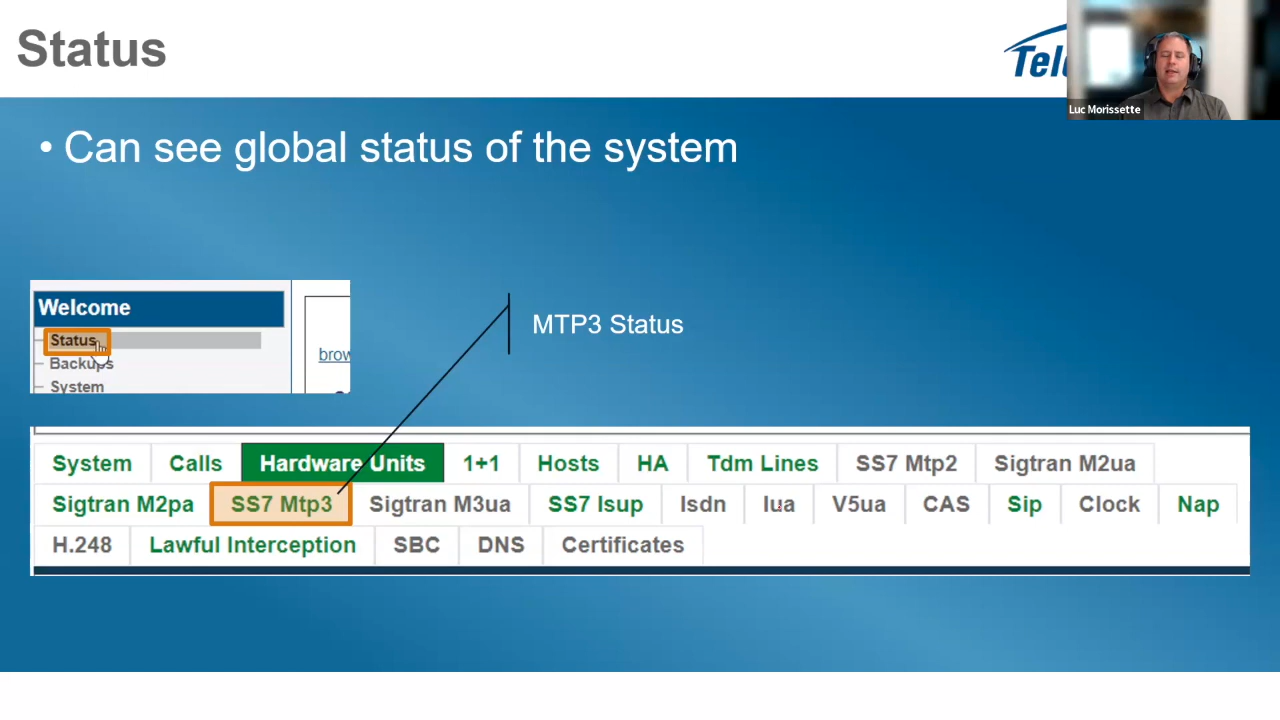 Status
Tel
Luc Morissette
• Can see global status of the system
Welcome
Status
Backups
System
brow
MTP3 Status
System Calls Hardware Units 1+1 Hosts HA Tdm Lines SS7 Mtp2 Sigtran M2ua
Sigtran M2pa SS7 Mtp3 Sigtran M3ua SS7 Isup Isdn Iua V5ua CAS Sip Clock Nap
H.248 Lawful Interception SBC DNS Certificates